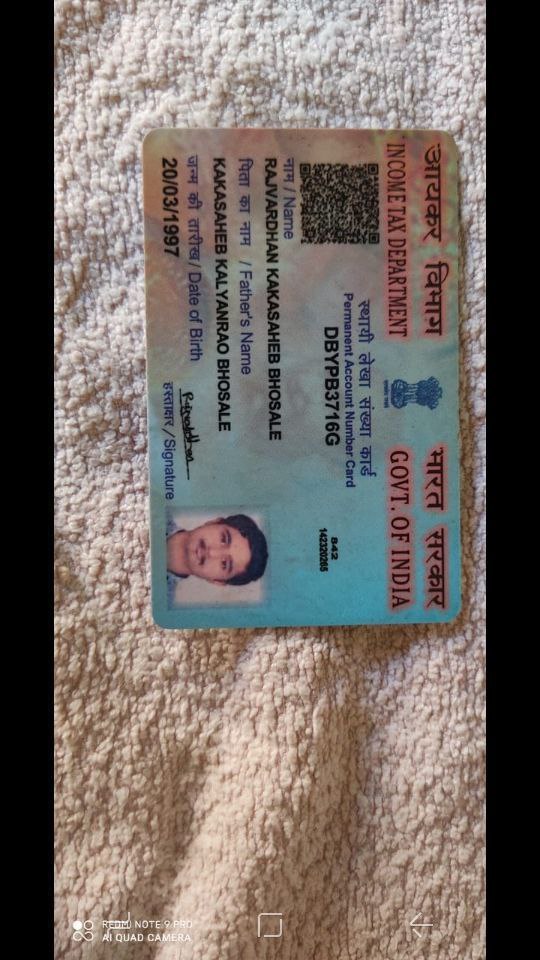 आयकर विभाग
INCOME TAX DEPARTMENT
भारत सरकार
GOVT. OF INDIA
स्थायी लेखा संख्या कार्ड
Permanent Account Number Card
DBYPB3716G
842
142320265
नाम / Name
RAJVARDHAN KAKASAHEB BHOSALE
पिता का नाम / Father's Name
KAKASAHEB KALYANRAO BHOSALE
जन्म की तारीख / Date of Birth
20/03/1997
हस्ताक्षर / Signature
REDMI NOTE 9 PRO
AI QUAD CAMERA